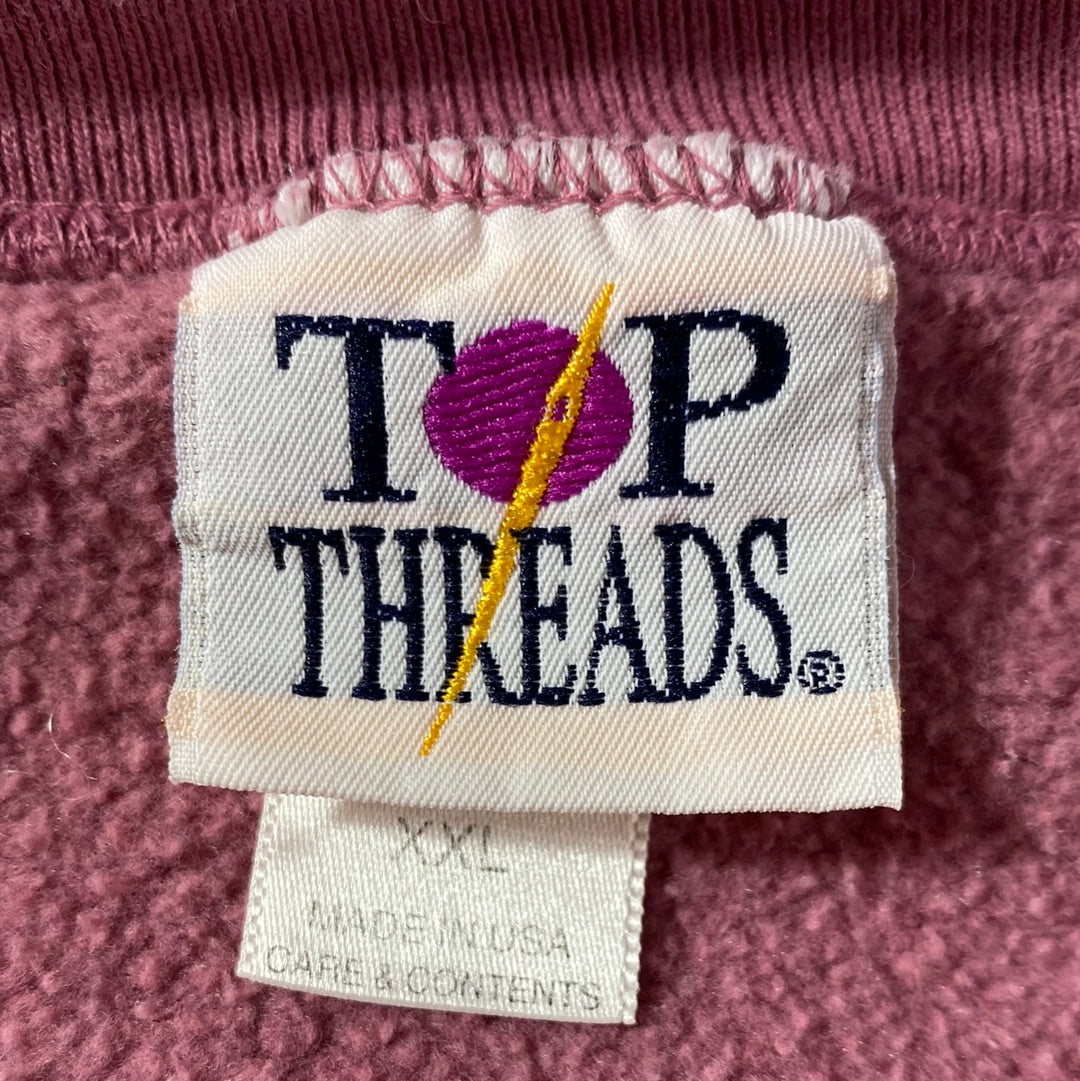 TOP
THREADS®
XXL
MADE IN USA
CARE & CONTENTS